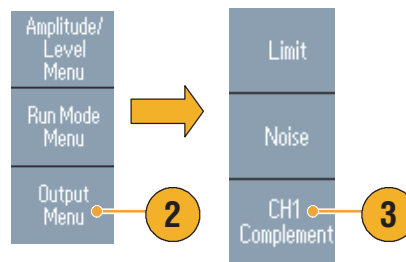 Amplitude/
Level
Menu
Run Mode
Menu
Output
Menu
2
Limit
Noise
CH1
Complement
3